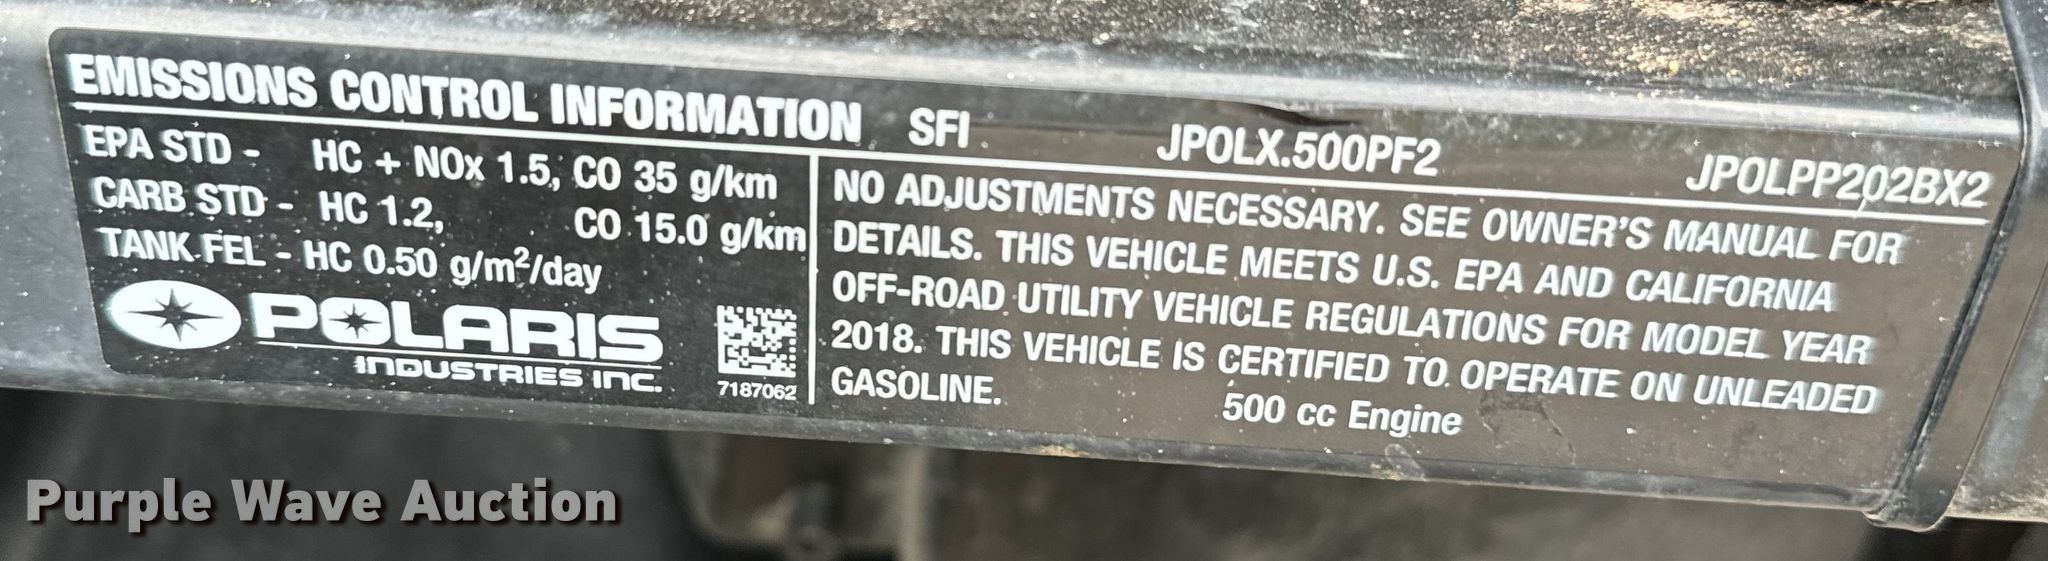 EMISSIONS CONTROL INFORMATION SFI JPOLX.500PF2 JPOLPP202BX2
EPA STD - HC + NOx 1.5, CO 35 g/km
CARB STD - HC 1.2, CO 15.0 g/km
TANK FEL - HC 0.50 g/m²/day
POLARIS
INDUSTRIES INC.
7187062
NO ADJUSTMENTS NECESSARY. SEE OWNER'S MANUAL FOR
DETAILS. THIS VEHICLE MEETS U.S. EPA AND CALIFORNIA
OFF-ROAD UTILITY VEHICLE REGULATIONS FOR MODEL YEAR
2018. THIS VEHICLE IS CERTIFIED TO OPERATE ON UNLEADED
GASOLINE.
500 cc Engine
Purple Wave Auction